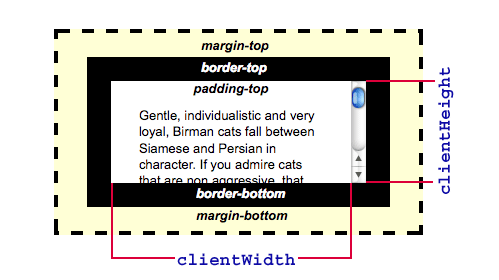 margin-top
border-top
padding-top
Gentle, individualistic and very
loyal, Birman cats fall between
Siamese and Persian in
character. If you admire cats
that are non aggressive, that
border-bottom
margin-bottom
clientWidth
clientHeight